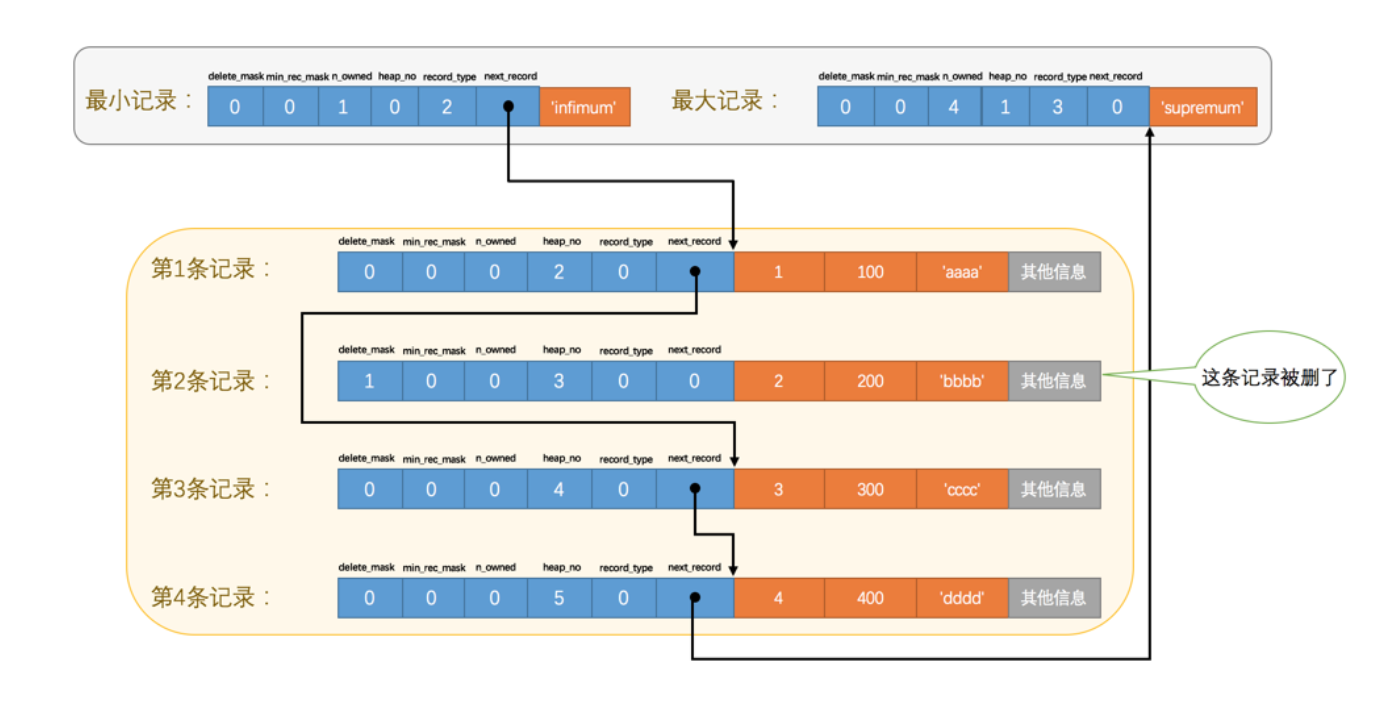 delete_mask min_rec_mask n_owned heap_no record_type next_record
最小记录： 0 0 1 0 2 'infimum'
delete_mask min_rec_mask n_owned heap_no record_type next_record
最大记录： 0 0 4 1 3 0 'supremum'
delete_mask min_rec_mask n_owned heap_no record_type next_record
第1条记录： 0 0 0 2 0 1 100 'aaaa' 其他信息
delete_mask min_rec_mask n_owned heap_no record_type next_record
第2条记录： 1 0 0 3 0 0 2 200 'bbbb' 其他信息
这条记录被删了
delete_mask min_rec_mask n_owned heap_no record_type next_record
第3条记录： 0 0 0 4 0 3 300 'cccc' 其他信息
delete_mask min_rec_mask n_owned heap_no record_type next_record
第4条记录： 0 0 0 5 0 4 400 'dddd' 其他信息